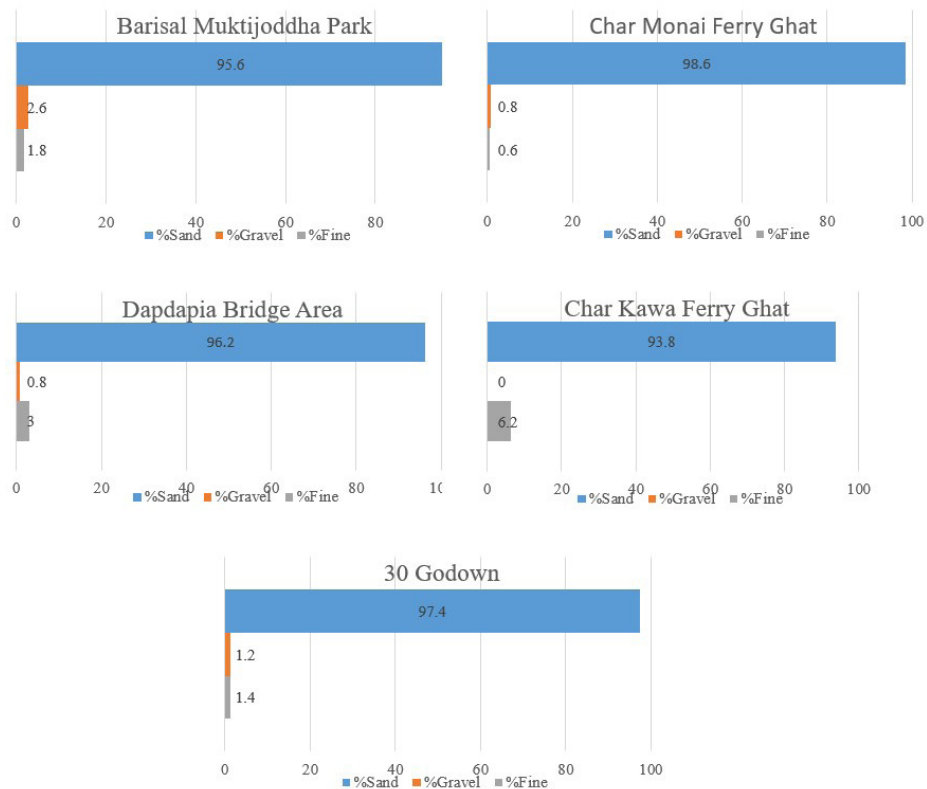 Barisal Muktijoddha Park
95.6
2.6
1.8
0 20 40 60 80
%Sand %Gravel %Fine
Char Monai Ferry Ghat
98.6
0.8
0.6
0 20 40 60 80 100
%Sand %Gravel %Fine
Dapdapia Bridge Area
96.2
0.8
3
0 20 40 60 80
%Sand %Gravel %Fine
Char Kawa Ferry Ghat
93.8
0
6.2
0 20 40 60 80 100
%Sand %Gravel %Fine
30 Godown
97.4
1.2
1.4
0 20 40 60 80 100
%Sand %Gravel %Fine